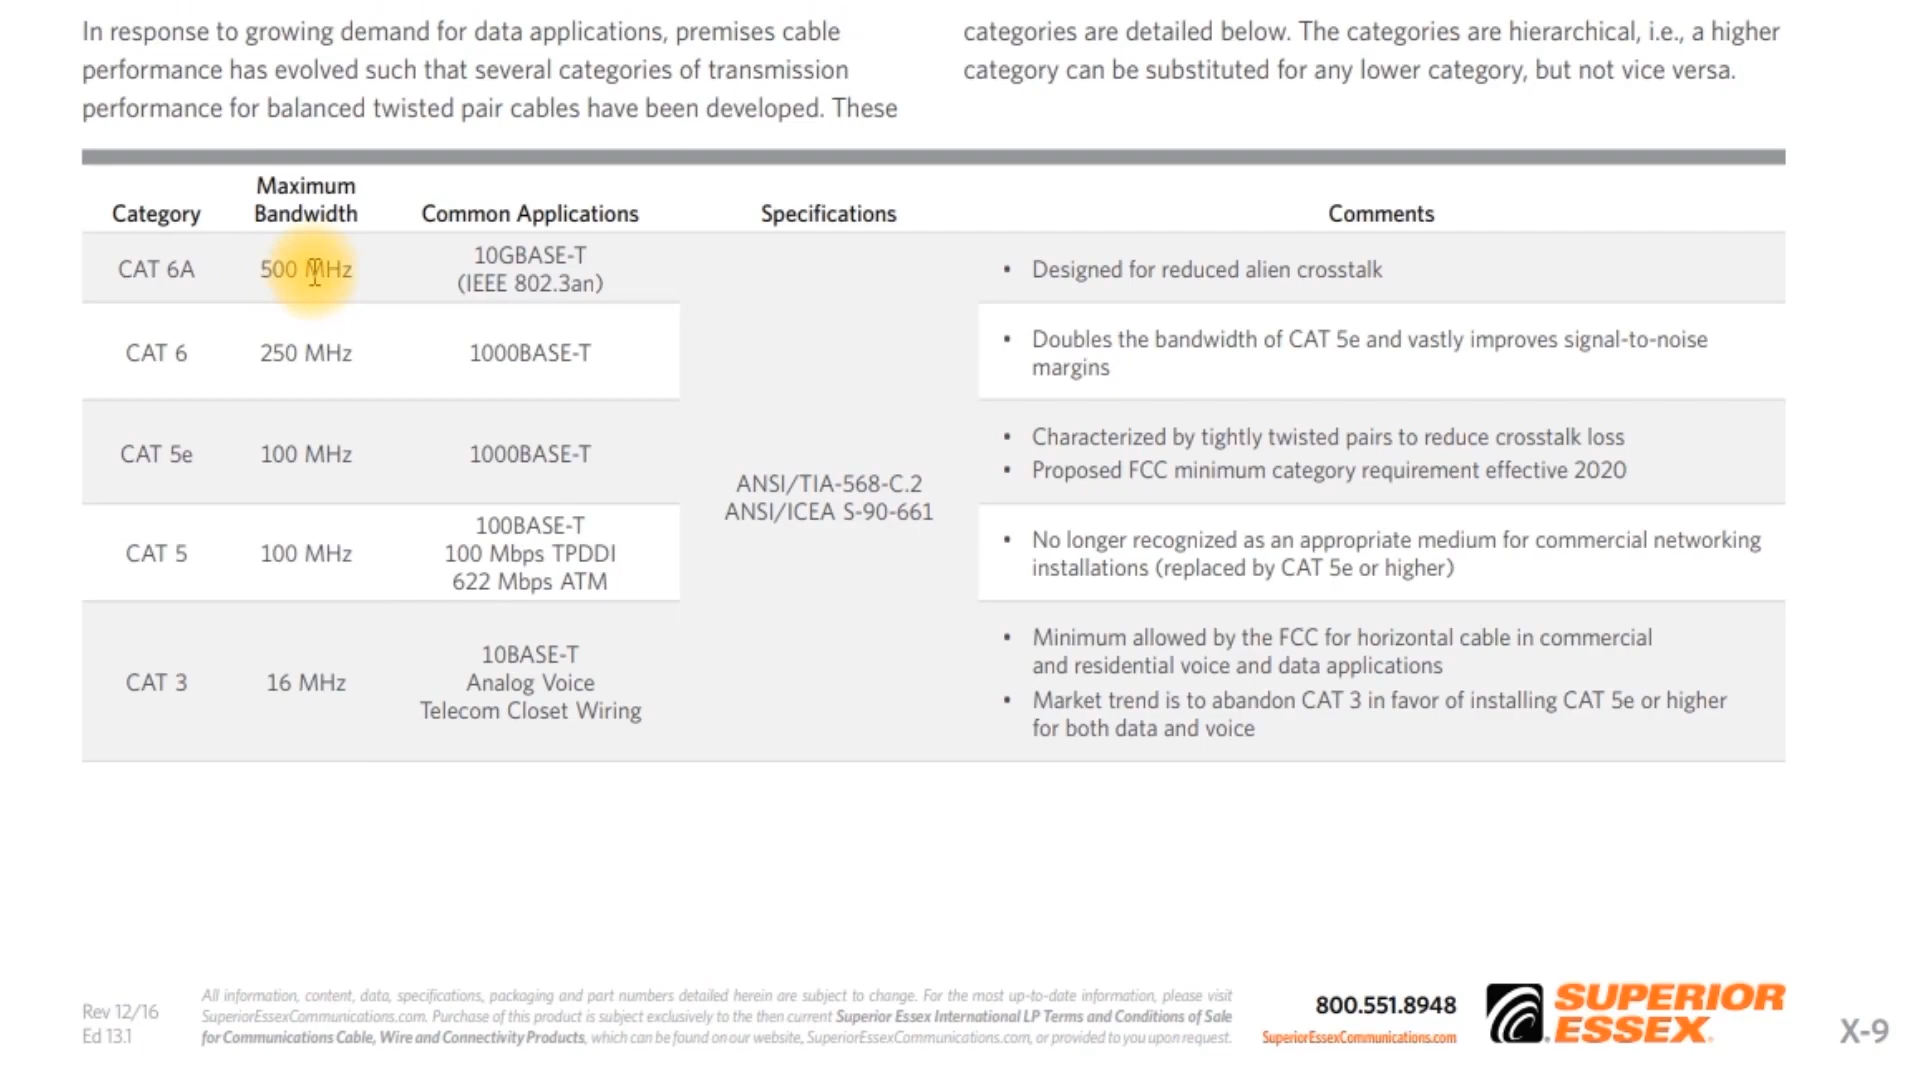 In response to growing demand for data applications, premises cable
performance has evolved such that several categories of transmission
performance for balanced twisted pair cables have been developed. These
categories are detailed below. The categories are hierarchical, i.e., a higher
category can be substituted for any lower category, but not vice versa.
Category
Maximum
Bandwidth
Common Applications
Specifications
Comments
CAT 6A
500 MHz
10GBASE-T
(IEEE 802.3an)
• Designed for reduced alien crosstalk
CAT 6
250 MHz
1000BASE-T
• Doubles the bandwidth of CAT 5e and vastly improves signal-to-noise
margins
CAT 5e
100 MHz
1000BASE-T
• Characterized by tightly twisted pairs to reduce crosstalk loss
• Proposed FCC minimum category requirement effective 2020
ANSI/TIA-568-C.2
ANSI/ICEA S-90-661
CAT 5
100 MHz
100BASE-T
100 Mbps TPDDI
622 Mbps ATM
• No longer recognized as an appropriate medium for commercial networking
installations (replaced by CAT 5e or higher)
CAT 3
16 MHz
10BASE-T
Analog Voice
Telecom Closet Wiring
• Minimum allowed by the FCC for horizontal cable in commercial
and residential voice and data applications
• Market trend is to abandon CAT 3 in favor of installing CAT 5e or higher
for both data and voice
Rev 12/16
Ed 13.1
All information, content, data, specifications, packaging and part numbers detailed herein are subject to change. For the most up-to-date information, please visit
SuperiorEssexCommunications.com. Purchase of this product is subject exclusively to the then current Superior Essex International LP Terms and Conditions of Sale
for Communications Cable, Wire and Connectivity Products, which can be found on our website, SuperiorEssexCommunications.com, or provided to you upon request.
800.551.8948
SuperiorEssexCommunications.com
SUPERIOR
ESSEX
X-9